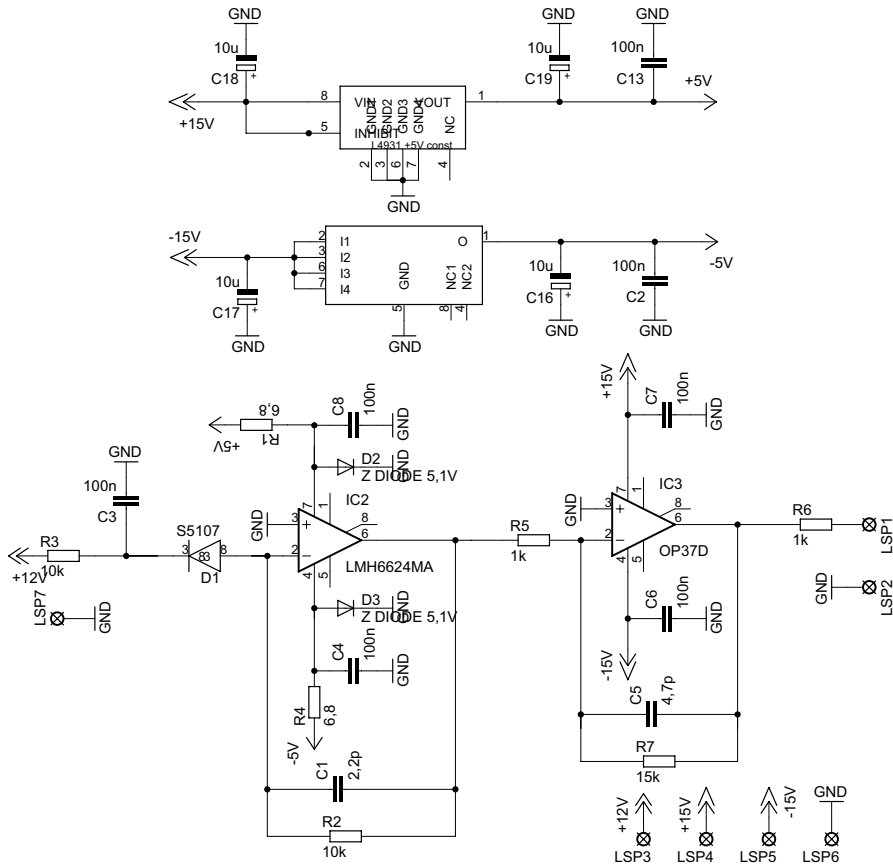 GND GND GND
10u 10u 100n
C18 C19 C13
+15V 8 VIN VOUT 1 +5V
5 INHIBIT GND1 GND2 GND3 GND4 NC
L4931 +5V const
2 3 6 7 4
GND
-15V 2 I1 O 1 -5V
3 I2
6 I3 GND NC1 NC2
7 I4
10u 10u 100n
C17 C16 C2
5 8 4
GND GND GND GND
+5V R1 6,8 C8 100n GND
D2
Z DIODE 5,1V
GND
+15V C7 100n GND
GND
100n
C3
S5107
R3
10k
+12V
3 83 8
D1
LSP7 GND
GND 3 + 7 1 IC2
8
2 - 6
4 5
LMH6624MA
D3
Z DIODE 5,1V
GND
C4 100n GND
R4 6,8
-5V
C1 2,2p
R2
10k
R5
1k
GND 3 + 7 1 IC3
8
2 - 6
4 5
OP37D
C6 100n GND
-15V
C5 4,7p
R7
15k
R6
1k
LSP1
GND LSP2
+12V +15V -15V GND
LSP3 LSP4 LSP5 LSP6